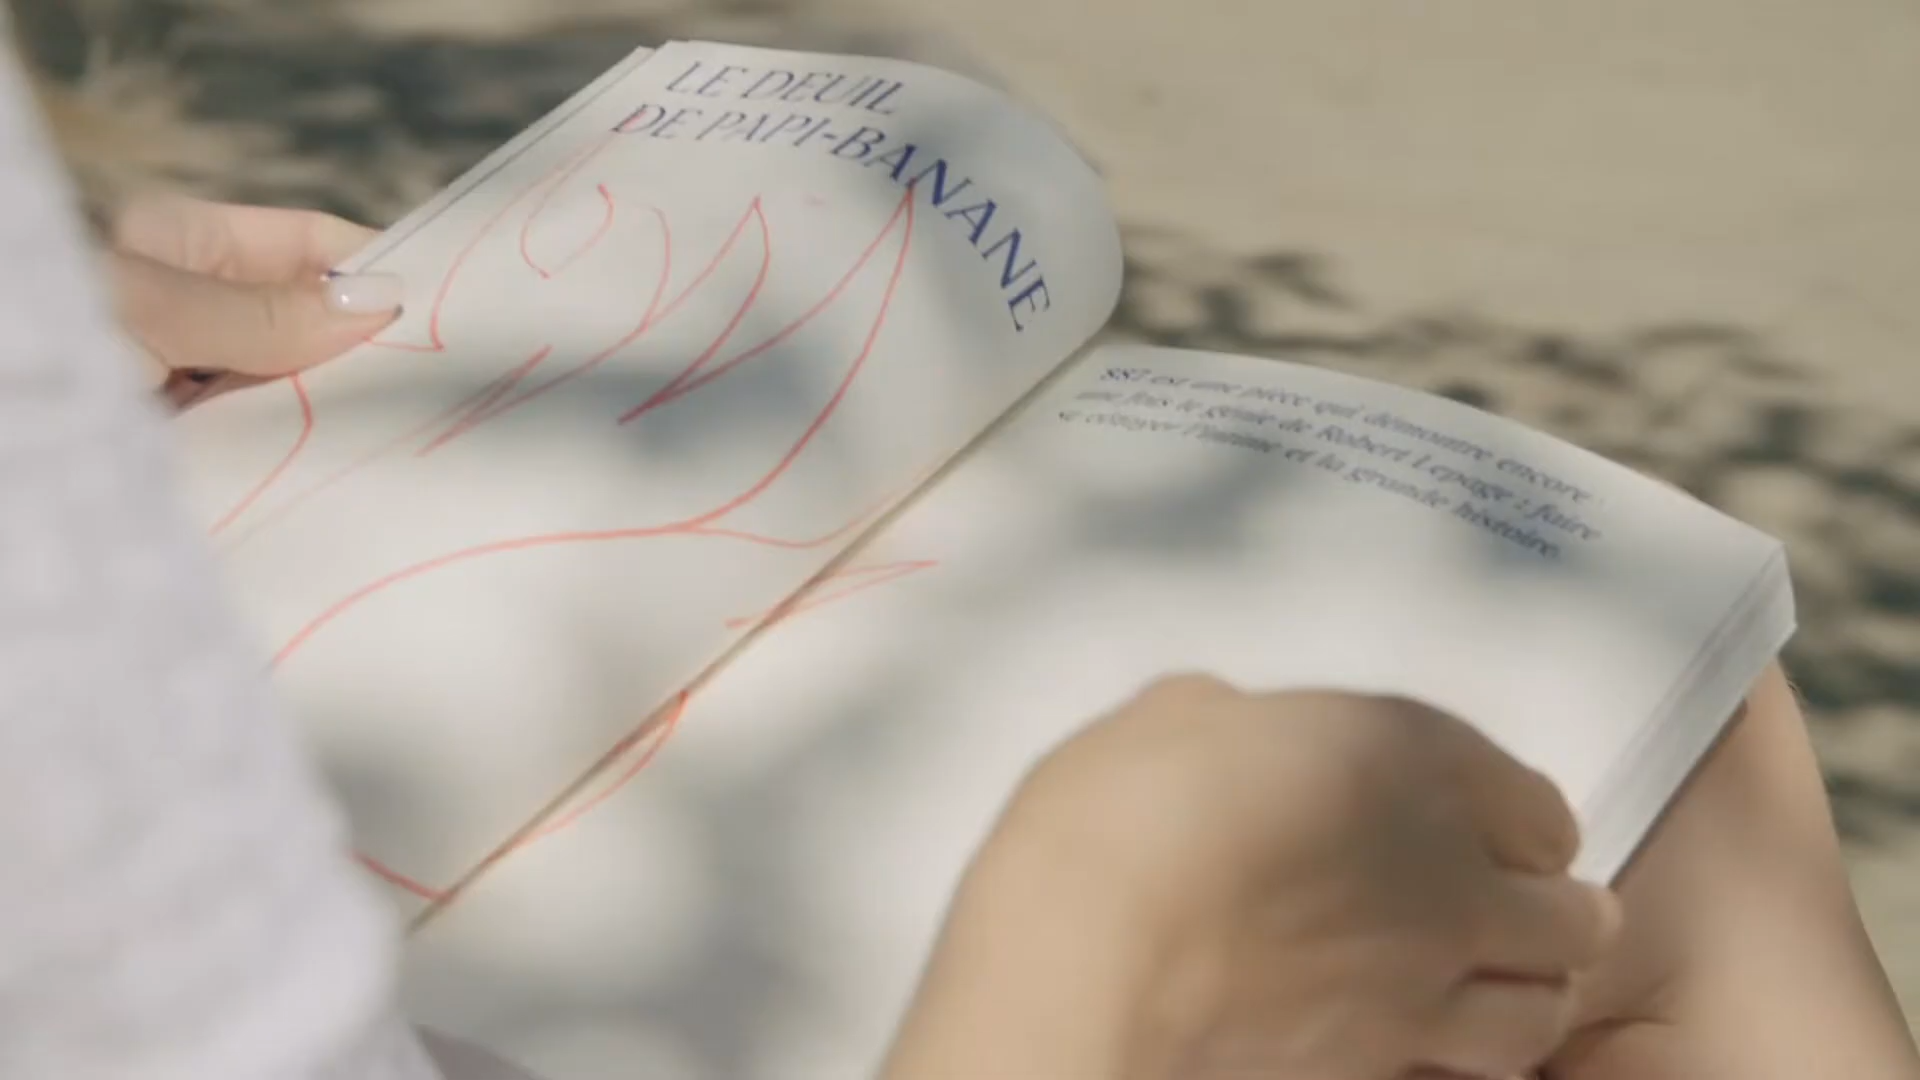 LE DEUIL
DE PAPI-BANANE
887 est une pièce qui démontre encore
une fois le génie de Robert Lepage : faire
se côtoyer l'intime et la grande histoire.